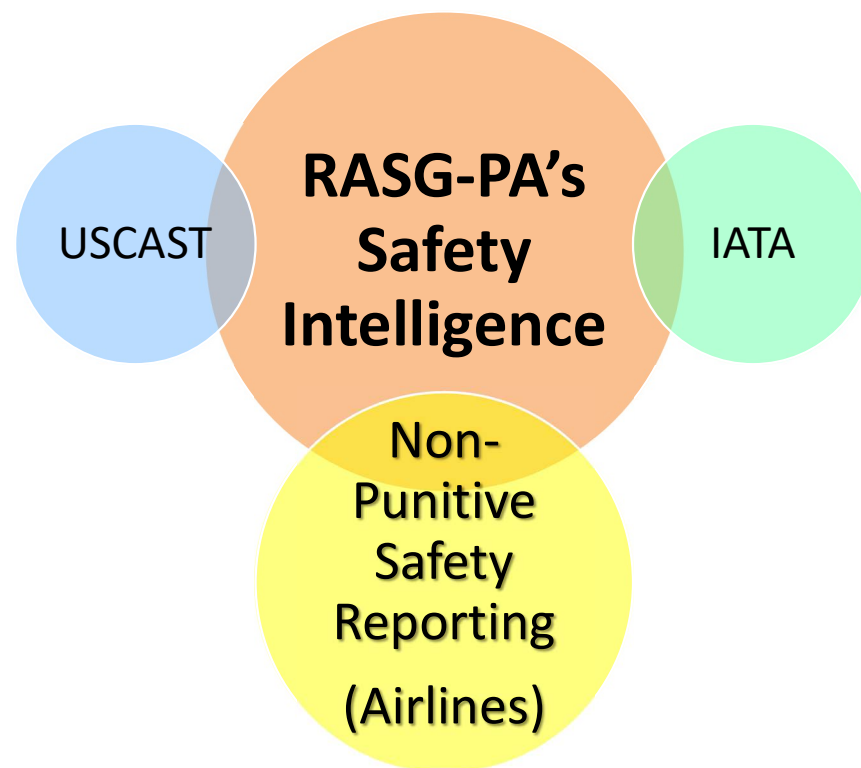 RASG-PA’s
Safety
Intelligence
USCAST
IATA
Non-
Punitive
Safety
Reporting
(Airlines)